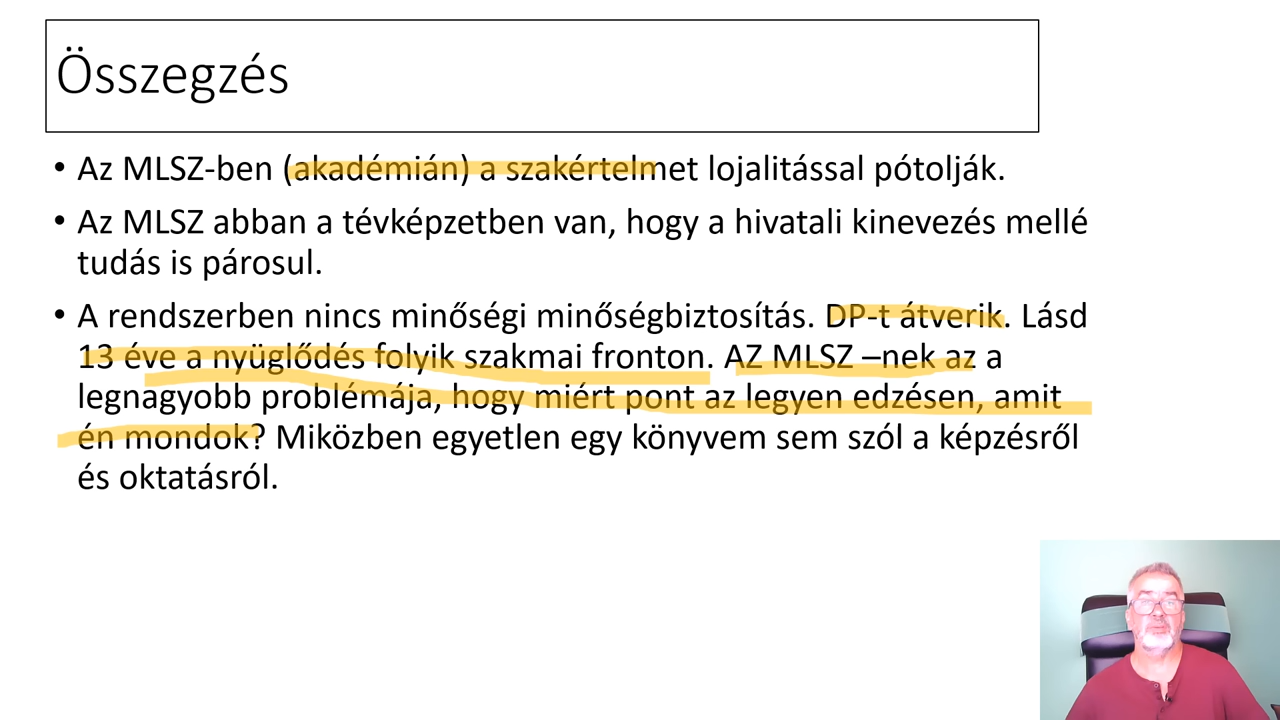 Összegzés
• Az MLSZ-ben (akadémián) a szakértelmet lojalitással pótolják.
• Az MLSZ abban a tévképzetben van, hogy a hivatali kinevezés mellé
tudás is párosul.
• A rendszerben nincs minőségi minőségbiztosítás. DP-t átverik. Lásd
13 éve a nyüglődés folyik szakmai fronton. AZ MLSZ –nek az a
legnagyobb problémája, hogy miért pont az legyen edzésen, amit
én mondok? Miközben egyetlen egy könyvem sem szól a képzésről
és oktatásról.